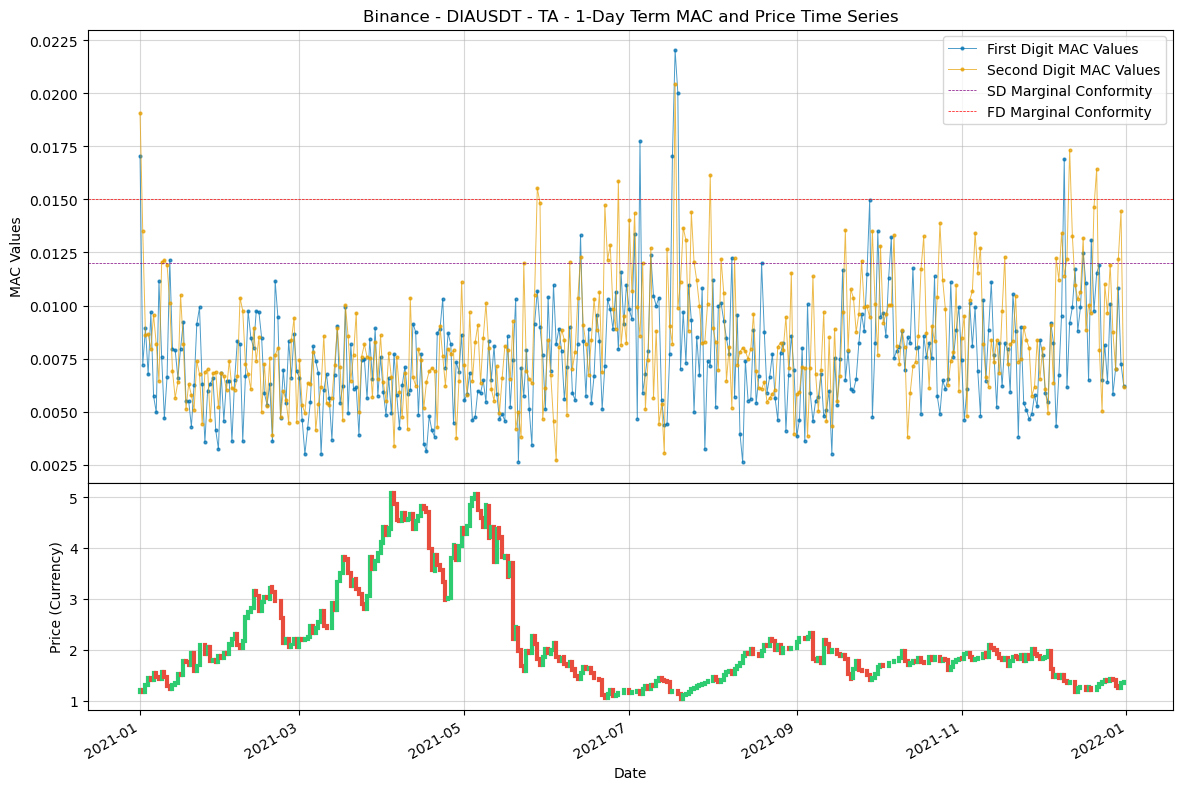 Binance - DIAUSDT - TA - 1-Day Term MAC and Price Time Series
First Digit MAC Values
Second Digit MAC Values
SD Marginal Conformity
FD Marginal Conformity
MAC Values
0.0225
0.0200
0.0175
0.0150
0.0125
0.0100
0.0075
0.0050
0.0025
Price (Currency)
5
4
3
2
1
2021-01
2021-03
2021-05
2021-07
2021-09
2021-11
2022-01
Date